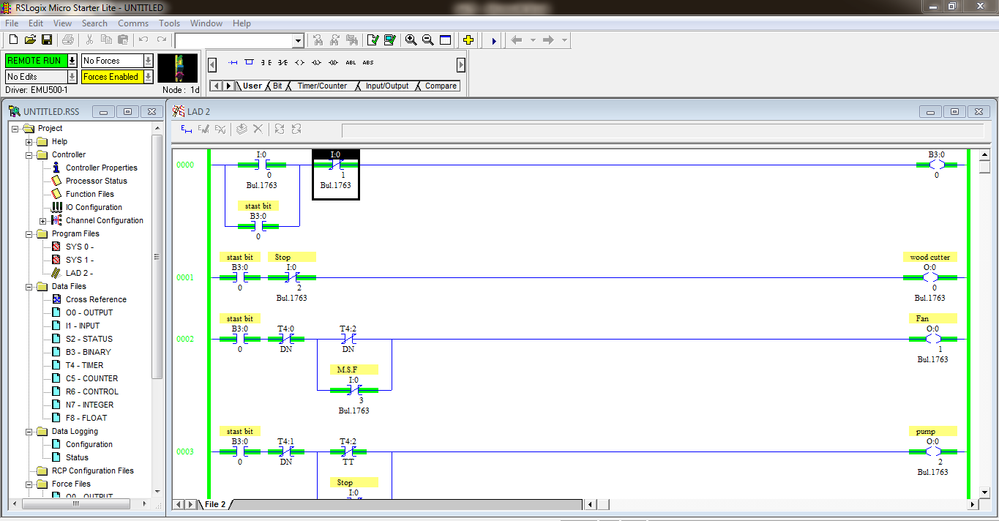 RSLogix Micro Starter Lite - UNTITLED
File Edit View Search Comms Tools Window Help
REMOTE RUN No Forces
No Edits Forces Enabled
Driver: EMU500-1 Node : 1d
ABL ABS
User Bit Timer/Counter Input/Output Compare
UNTITLED.RSS
Project
Help
Controller
Controller Properties
Processor Status
Function Files
IO Configuration
Channel Configuration
Program Files
SYS 0 -
SYS 1 -
LAD 2 -
Data Files
Cross Reference
O0 - OUTPUT
I1 - INPUT
S2 - STATUS
B3 - BINARY
T4 - TIMER
C5 - COUNTER
R6 - CONTROL
N7 - INTEGER
F8 - FLOAT
Data Logging
Configuration
Status
RCP Configuration Files
Force Files
O0 - OUTPUT
LAD 2
I:0 I:0 B3:0
0000
0 1 0
Bul.1763 Bul.1763
stast bit
B3:0
0
stast bit Stop wood cutter
B3:0 I:0 O:0
0001
0 2 0
Bul.1763 Bul.1763
stast bit Fan
B3:0 T4:0 T4:2 O:0
0002
0 DN DN 1
Bul.1763
M.S.F
I:0
3
Bul.1763
stast bit pump
B3:0 T4:1 T4:2 O:0
0003
0 DN TT 2
Bul.1763
Stop
I:0
File 2